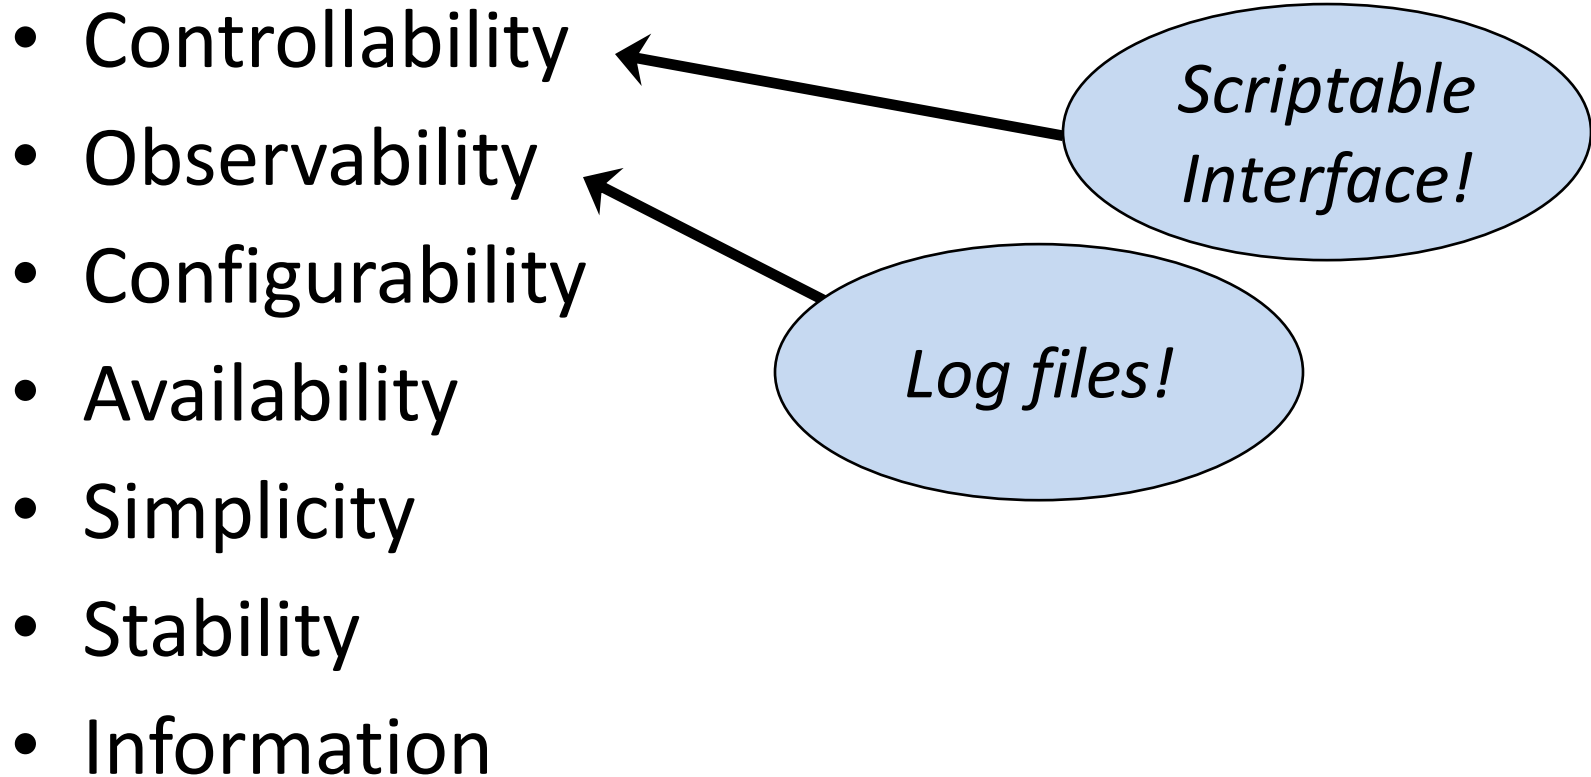 • Controllability
• Observability
• Configurability
• Availability
• Simplicity
• Stability
• Information
Scriptable
Interface!
Log files!